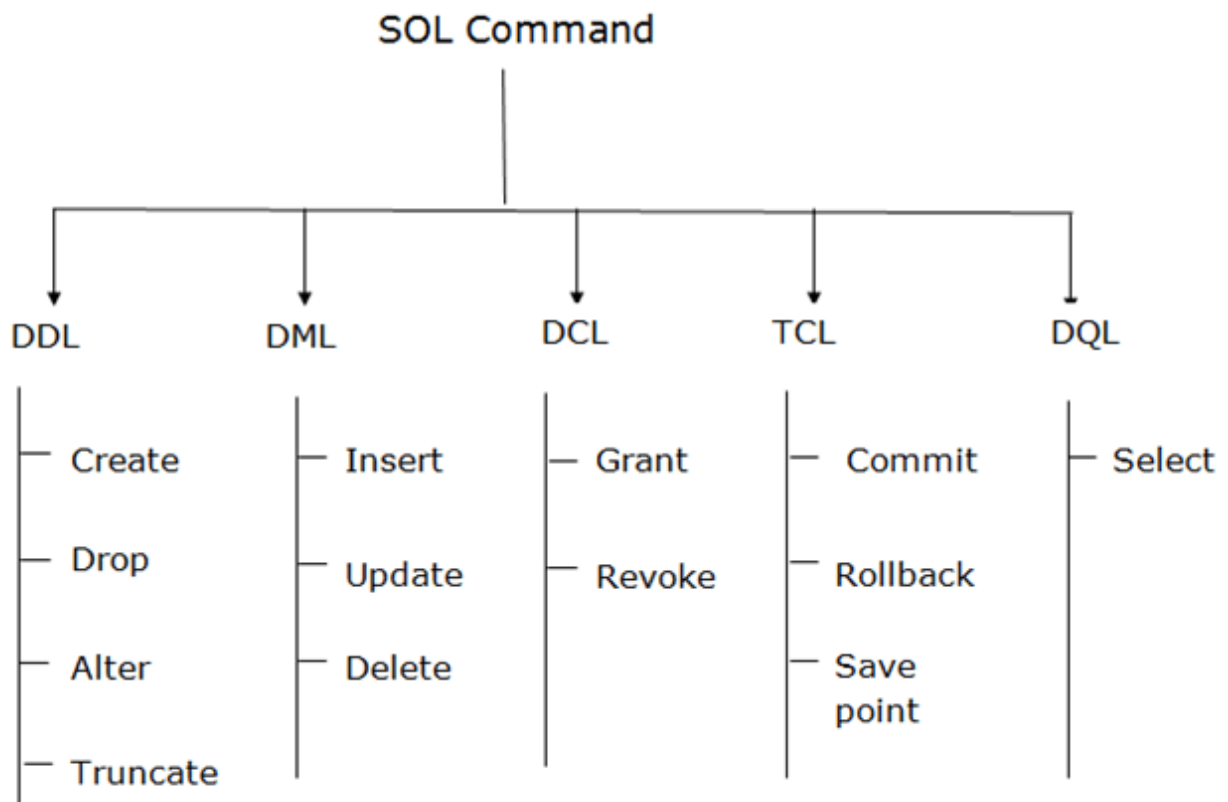 SOL Command
DDL
DML
DCL
TCL
DQL
Create
Drop
Alter
Truncate
Insert
Update
Delete
Grant
Revoke
Commit
Rollback
Save
point
Select